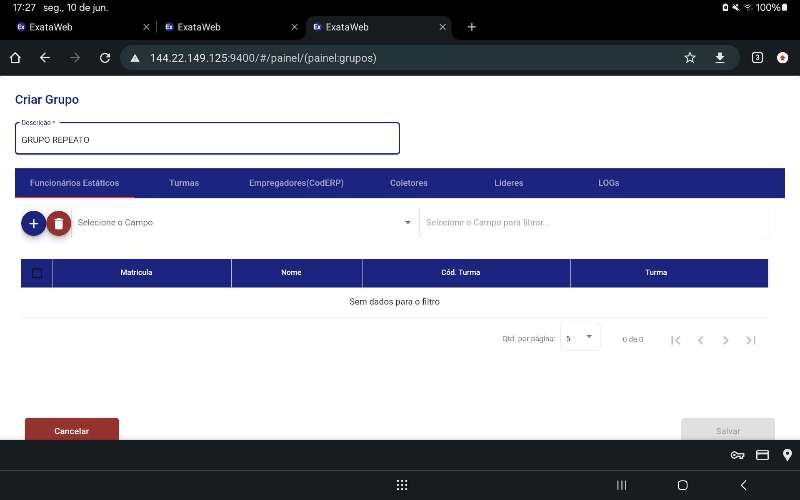 17:27 seg., 10 de jun. 100%
ExataWeb ExataWeb ExataWeb
144.22.149.125:9400/#/painel/(painel:grupos) 3
Criar Grupo
Descrição *
GRUPO REPEATO
Funcionários Estáticos Turmas Empregadores(CodERP) Coletores Líderes LOGs
Selecione o Campo Selecione o Campo para filtrar...
Matrícula Nome Cód. Turma Turma
Sem dados para o filtro
Qtd. por página: 5 0 de 0
Cancelar Salvar